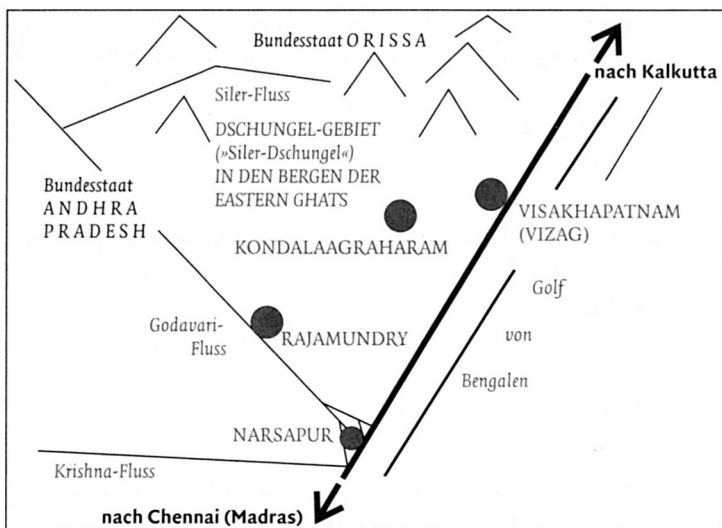 Bundesstaat ORISSA
nach Kalkutta
Siler-Fluss
DSCHUNGEL-GEBIET
(»Siler-Dschungel«)
IN DEN BERGEN DER
EASTERN GHATS
Bundesstaat
ANDHRA
PRADESH
VISAKHAPATNAM
(VIZAG)
KONDALAAGRAHARAM
Golf
von
Bengalen
Godavari-
Fluss
RAJAMUNDRY
NARSAPUR
Krishna-Fluss
nach Chennai (Madras)